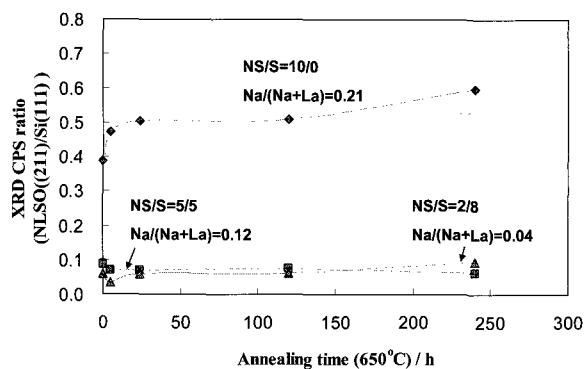 XRD CPS ratio
(NLSO((211)/Si(111) )
0.8
0.7
0.6
0.5
0.4
0.3
0.2
0.1
0.0
NS/S=10/0
Na/(Na+La)=0.21
NS/S=5/5
Na/(Na+La)=0.12
NS/S=2/8
Na/(Na+La)=0.04
0
50
100
150
200
250
300
Annealing time (650°C) / h